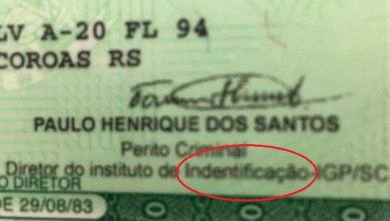 LV A-20 FL 94
COROAS RS
PAULO HENRIQUE DOS SANTOS
Perito Criminal
Diretor do instituto de Indentificação-IGP/SC
O DIRETOR
DE 29/08/83